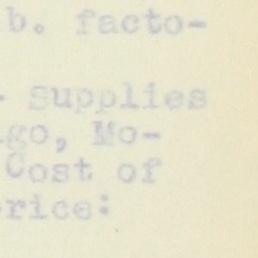 b. facto-
- Supplies
go, Mo-
Cost of
rice: